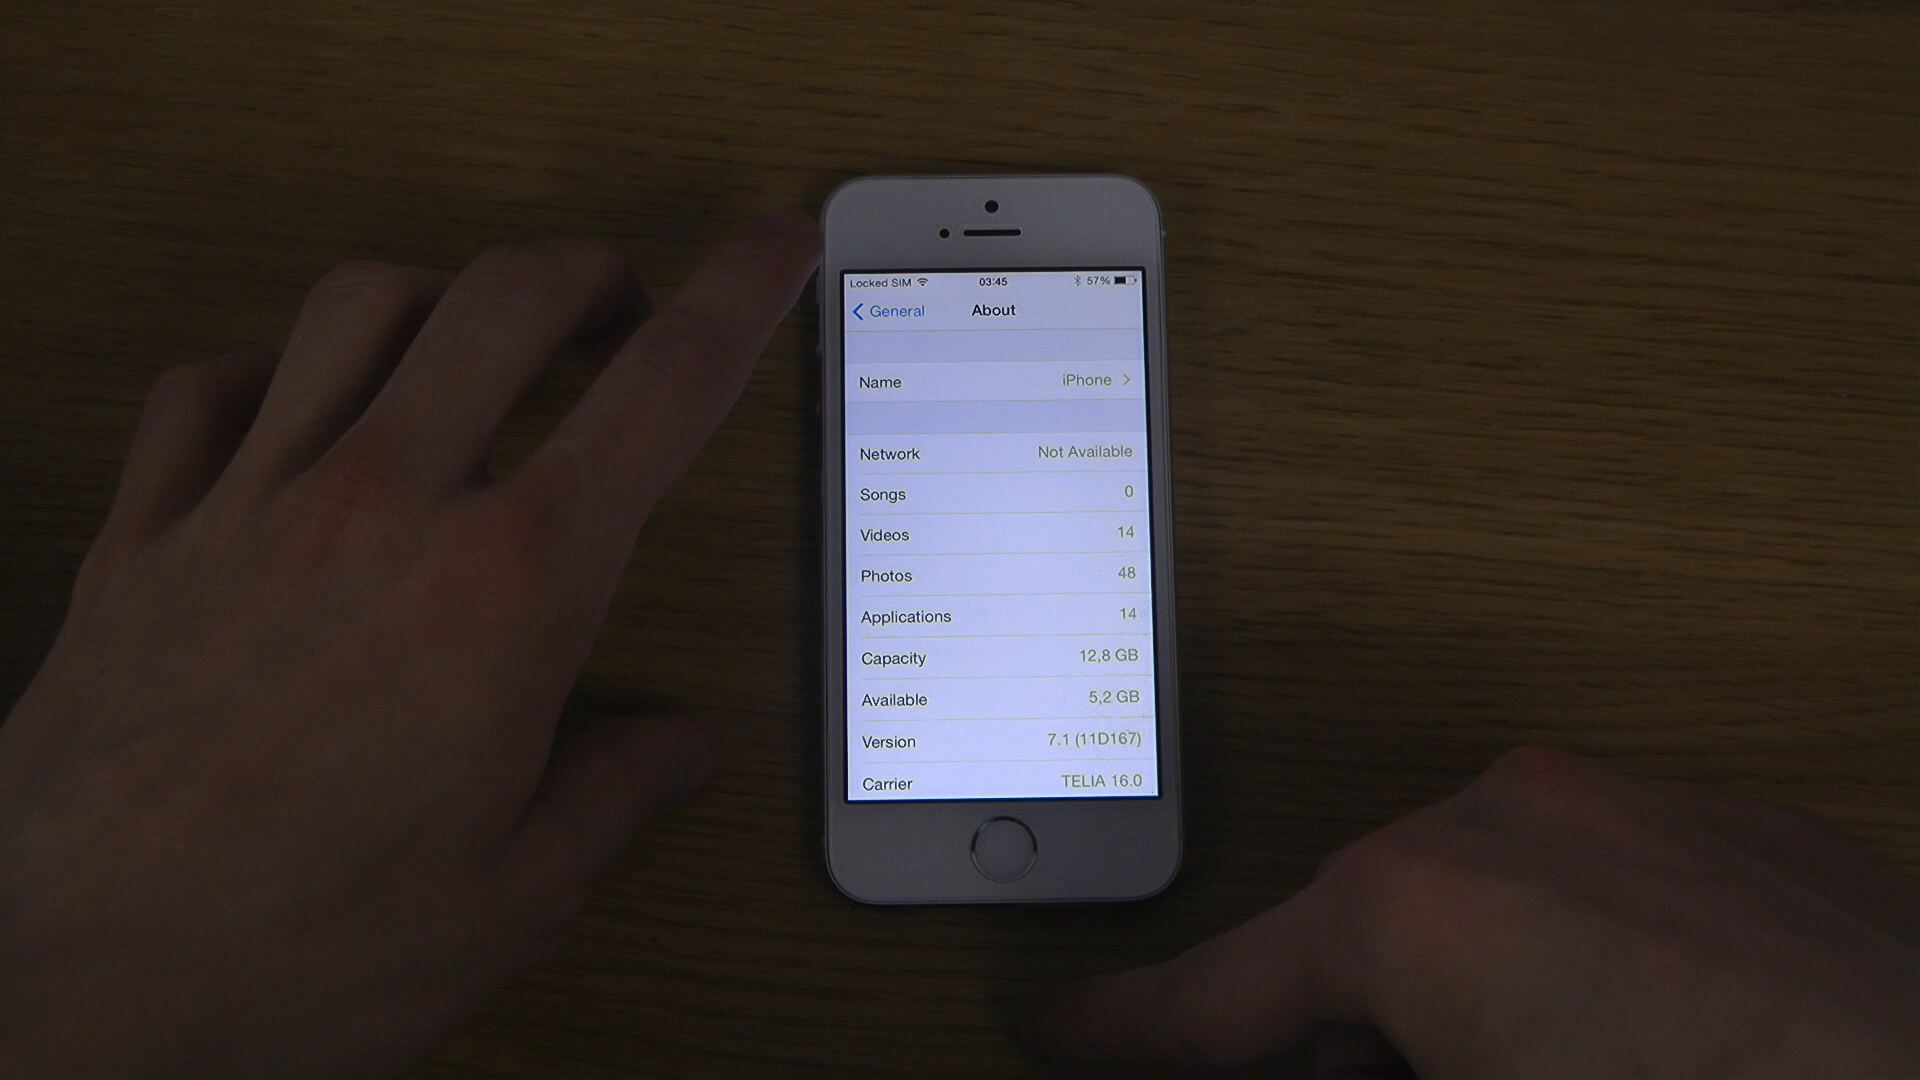 Locked SIM 03:45 57%
General About
Name iPhone
Network Not Available
Songs 0
Videos 14
Photos 48
Applications 14
Capacity 12,8 GB
Available 5,2 GB
Version 7.1 (11D167)
Carrier TELIA 16.0